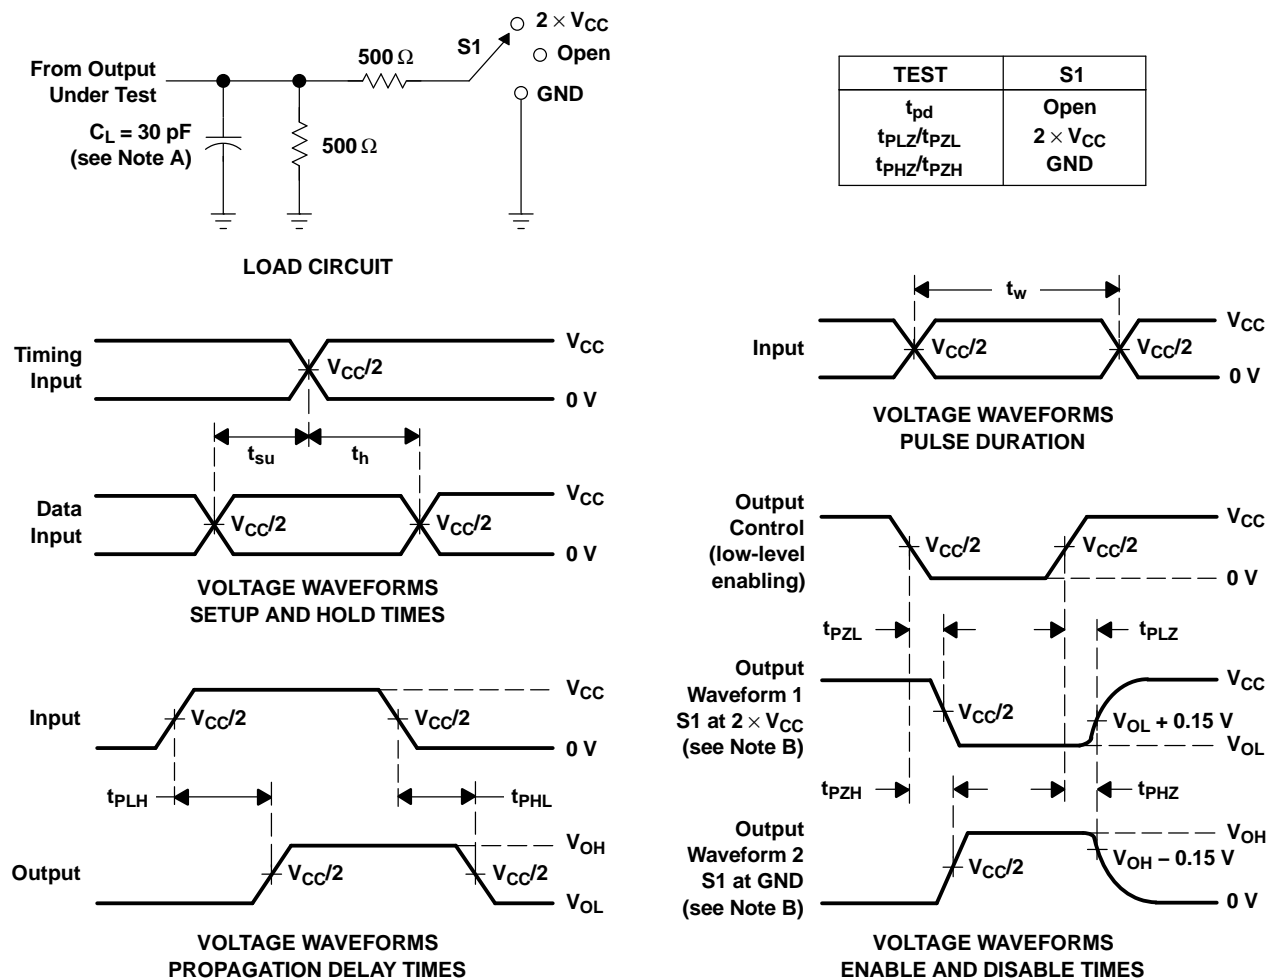 2 × VCC
S1
Open
500 Ω
From Output
Under Test
GND
CL = 30 pF
(see Note A)
500 Ω
LOAD CIRCUIT
TEST S1
tpd Open
tPLZ/tPZL 2 × VCC
tPHZ/tPZH GND
tw
Input
VCC/2
VCC/2
VCC
0 V
VOLTAGE WAVEFORMS
PULSE DURATION
Timing
Input
VCC/2
VCC
0 V
tsu
th
Data
Input
VCC/2
VCC/2
VCC
0 V
VOLTAGE WAVEFORMS
SETUP AND HOLD TIMES
Input
VCC/2
VCC/2
VCC
0 V
tPLH
tPHL
Output
VCC/2
VCC/2
VOH
VOL
VOLTAGE WAVEFORMS
PROPAGATION DELAY TIMES
Output
Control
(low-level
enabling)
VCC/2
VCC/2
VCC
0 V
tPZL
tPLZ
Output
Waveform 1
S1 at 2 × VCC
(see Note B)
VCC/2
VCC
VOL + 0.15 V
VOL
tPZH
tPHZ
Output
Waveform 2
S1 at GND
(see Note B)
VCC/2
VOH
VOH – 0.15 V
0 V
VOLTAGE WAVEFORMS
ENABLE AND DISABLE TIMES